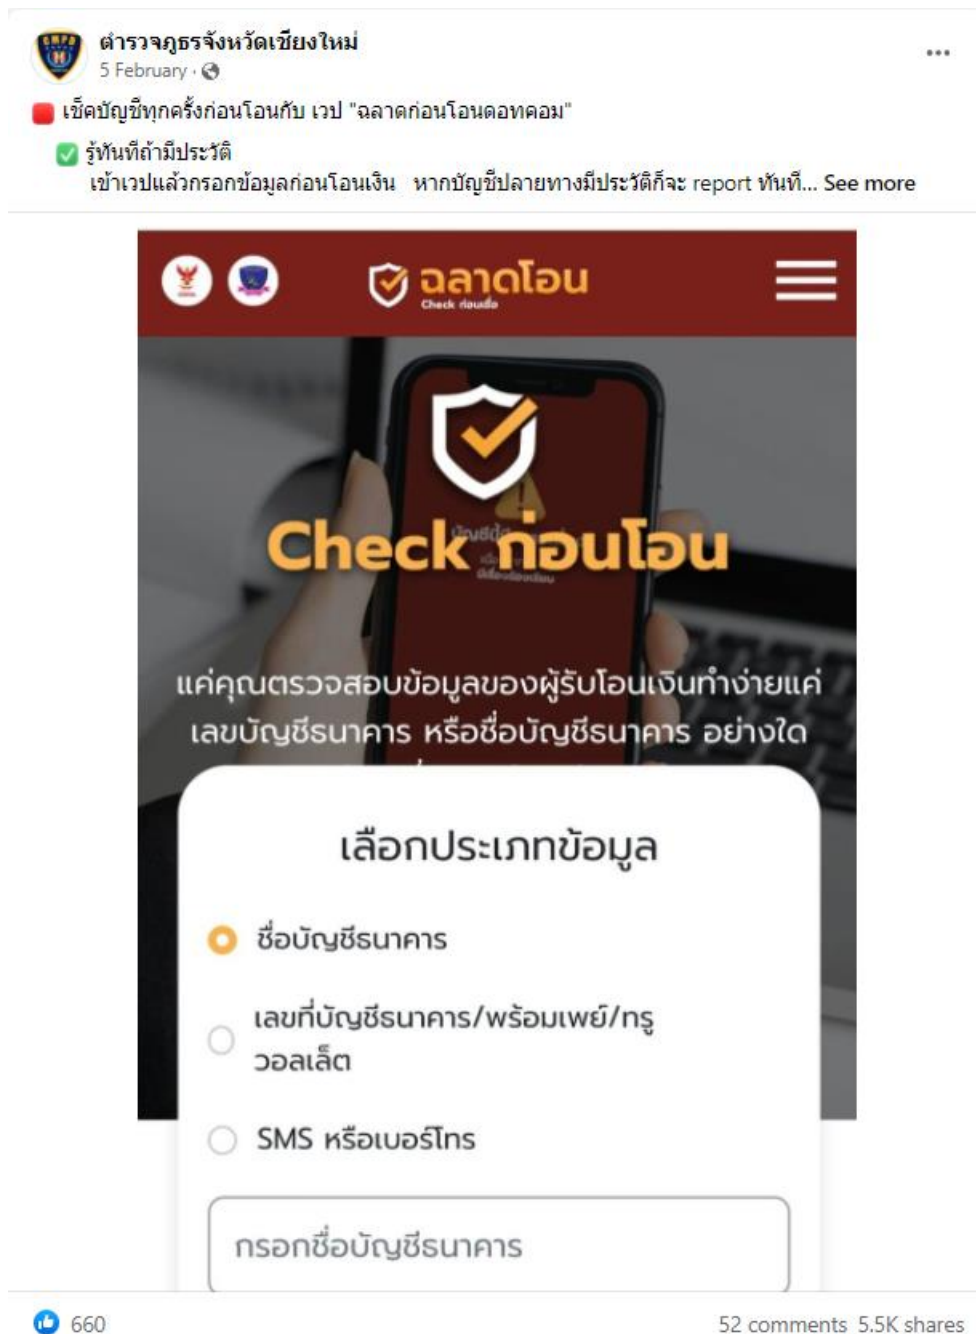 ตำรวจภูธรจังหวัดเชียงใหม่
5 February
เช็คบัญชีทุกครั้งก่อนโอนกับ เวป "ฉลาดก่อนโอนดอทคอม"
รู้ทันทีถ้ามีประวัติ
เข้าเวปแล้วกรอกข้อมูลก่อนโอนเงิน หากบัญชีปลายทางมีประวัติก็จะ report ทันที... See more
ฉลาดโอน
Check ก่อนเชื่อ
Check ก่อนโอน
แค่คุณตรวจสอบข้อมูลของผู้รับโอนเงินทำง่ายแค่
เลขบัญชีธนาคาร หรือชื่อบัญชีธนาคาร อย่างใด
เลือกประเภทข้อมูล
ชื่อบัญชีธนาคาร
เลขที่บัญชีธนาคาร/พร้อมเพย์/ทรู
วอลเล็ต
SMS หรือเบอร์โทร
กรอกชื่อบัญชีธนาคาร
660
52 comments 5.5K shares